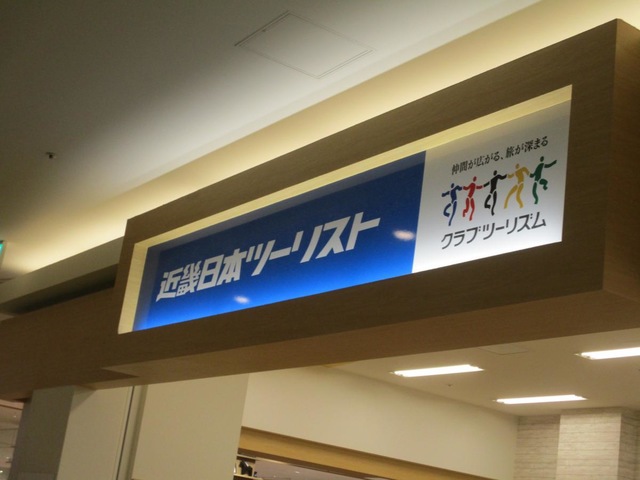 近畿日本ツーリスト
仲間が広がる、旅が深まる
クラブツーリズム